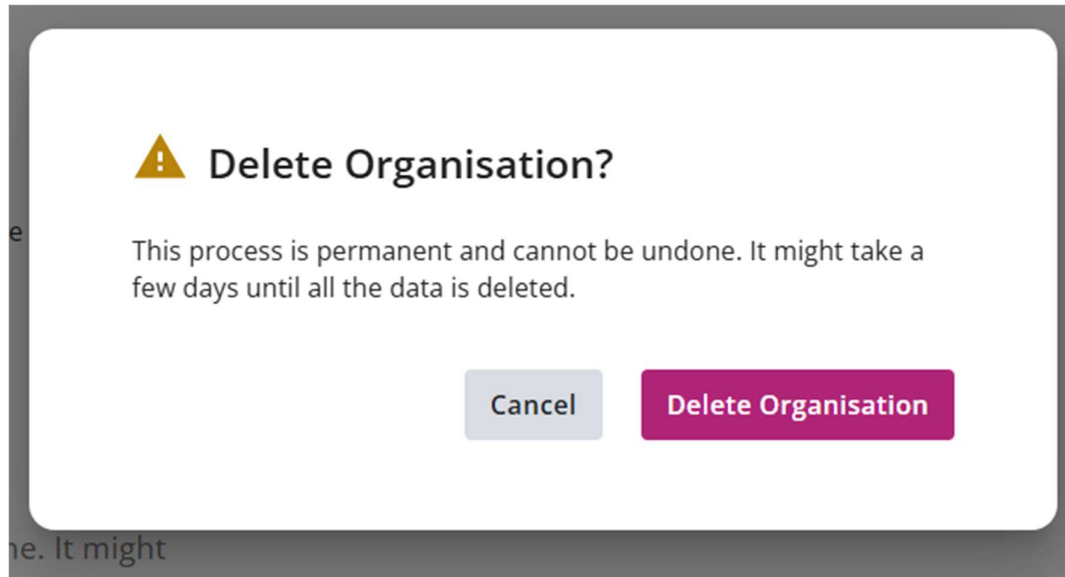 Delete Organisation?
e
This process is permanent and cannot be undone. It might take a
few days until all the data is deleted.
Cancel
Delete Organisation
ne. It might